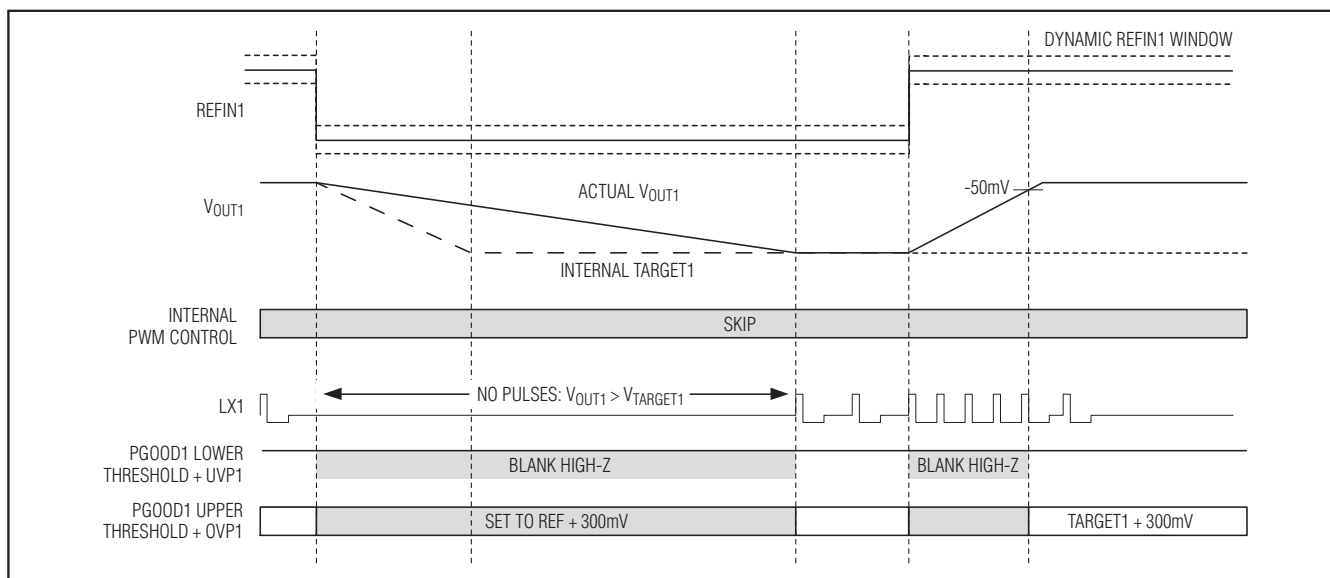 DYNAMIC REFIN1 WINDOW
REFIN1
ACTUAL VOUT1
-50mV
VOUT1
INTERNAL TARGET1
INTERNAL
PWM CONTROL
SKIP
NO PULSES: VOUT1 > VTARGET1
LX1
PGOOD1 LOWER
THRESHOLD + UVP1
BLANK HIGH-Z
BLANK HIGH-Z
PGOOD1 UPPER
THRESHOLD + OVP1
SET TO REF + 300mV
TARGET1 + 300mV